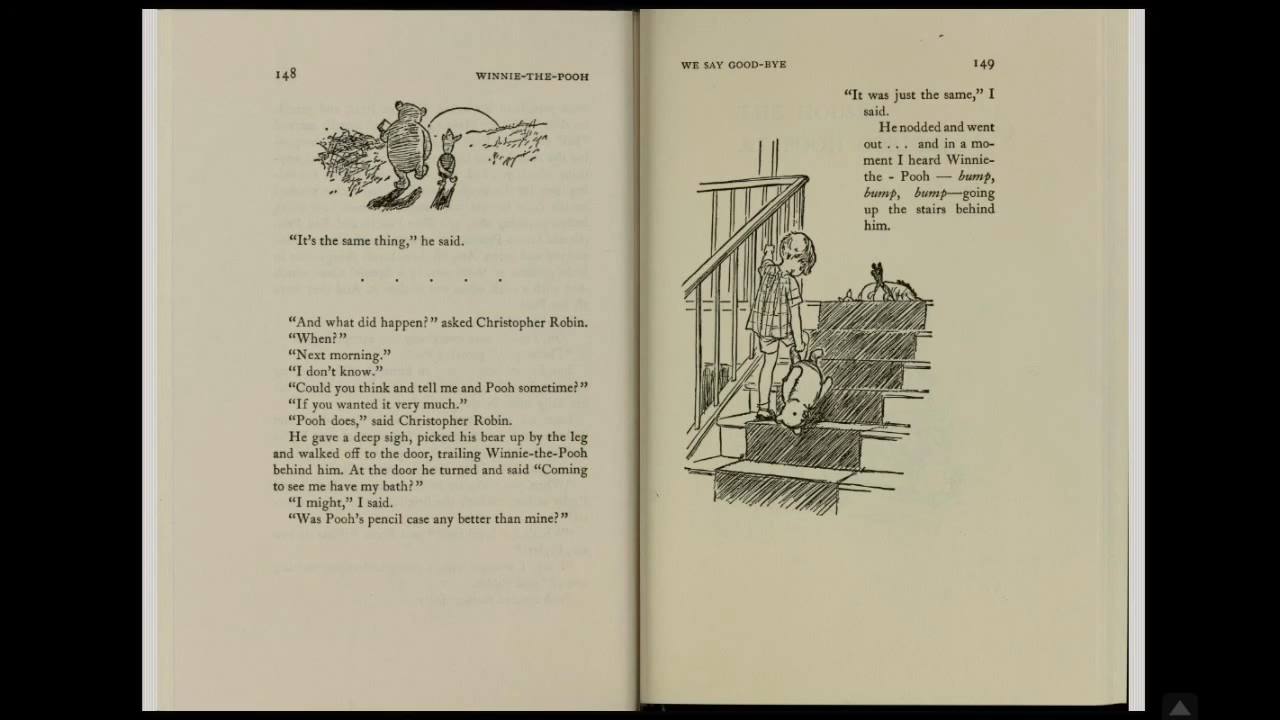 148
WINNIE-THE-POOH
“It's the same thing,” he said.
. . . . .
“And what did happen?” asked Christopher Robin.
“When?”
“Next morning.”
“I don't know.”
“Could you think and tell me and Pooh sometime?”
“If you wanted it very much.”
“Pooh does,” said Christopher Robin.
He gave a deep sigh, picked his bear up by the leg
and walked off to the door, trailing Winnie-the-Pooh
behind him. At the door he turned and said “Coming
to see me have my bath?”
“I might,” I said.
“Was Pooh's pencil case any better than mine?”
WE SAY GOOD-BYE
149
“It was just the same,” I
said.
He nodded and went
out . . . and in a mo-
ment I heard Winnie-
the - Pooh — bump,
bump, bump—going
up the stairs behind
him.